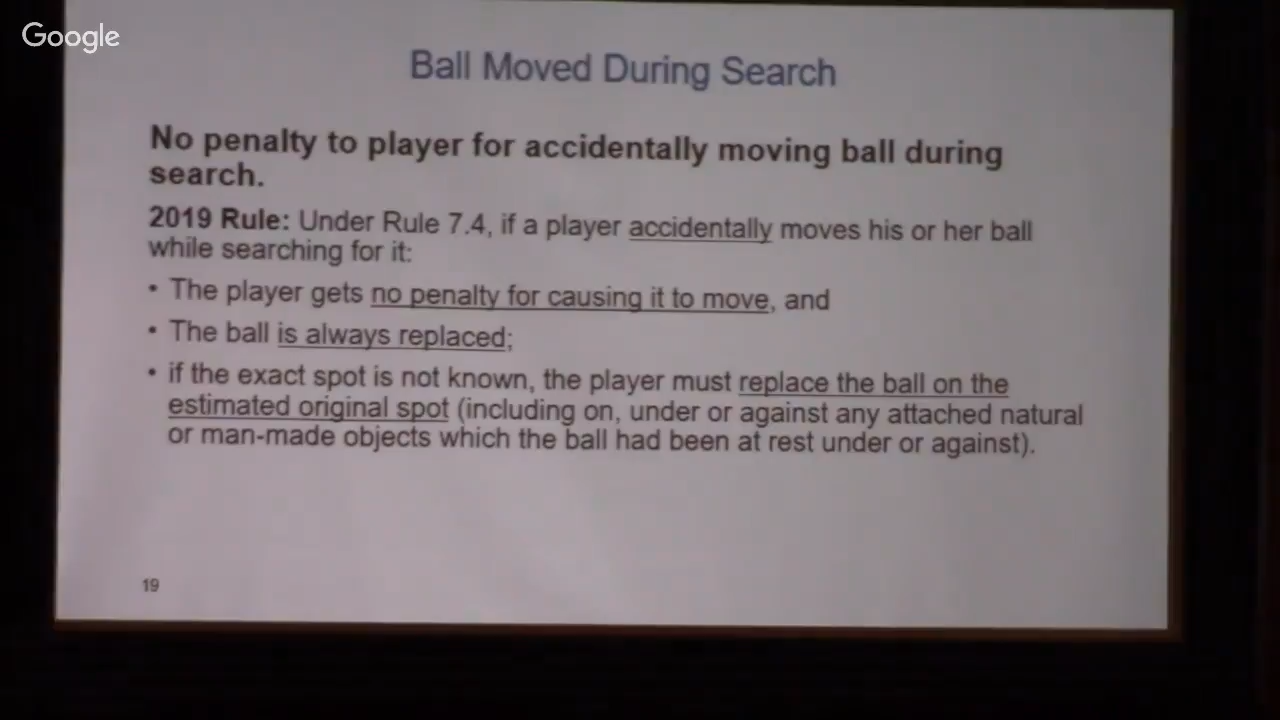 Google
Ball Moved During Search
No penalty to player for accidentally moving ball during
search.
2019 Rule: Under Rule 7.4, if a player accidentally moves his or her ball
while searching for it:
• The player gets no penalty for causing it to move, and
• The ball is always replaced;
• if the exact spot is not known, the player must replace the ball on the
estimated original spot (including on, under or against any attached natural
or man-made objects which the ball had been at rest under or against).
19